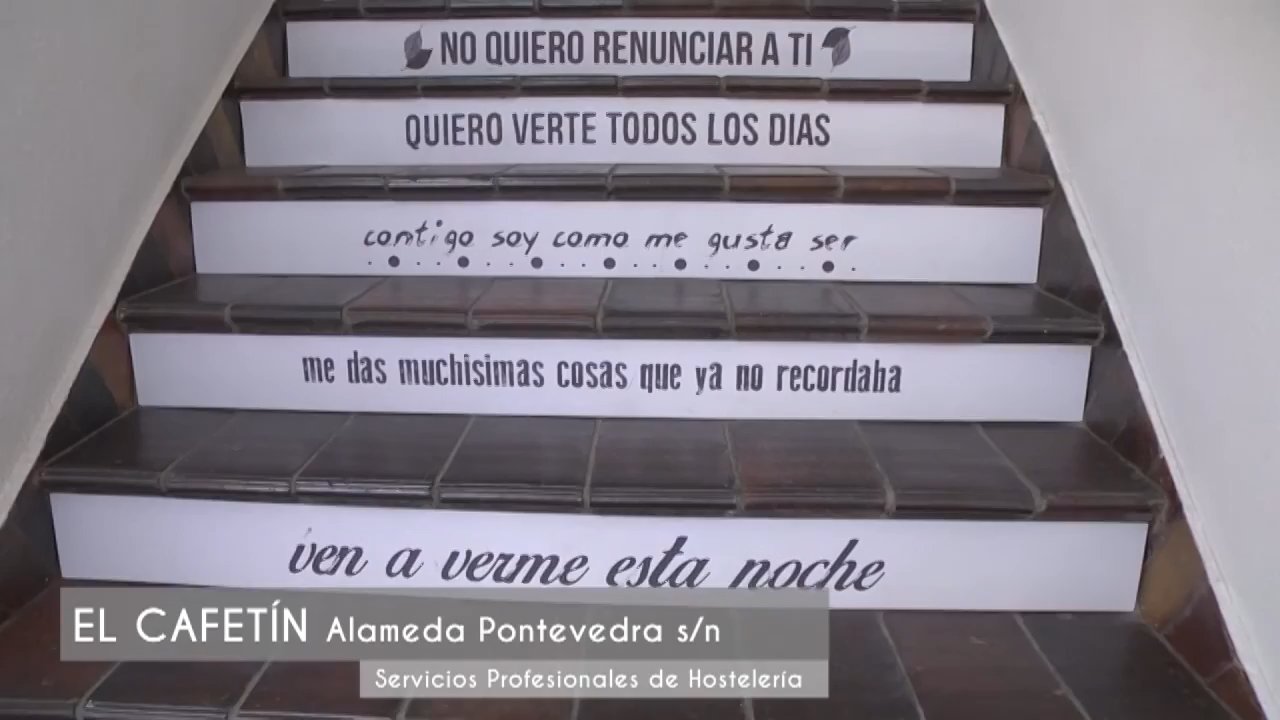 NO QUIERO RENUNCIAR A TI
QUIERO VERTE TODOS LOS DIAS
contigo soy como me gusta ser
me das muchisimas cosas que ya no recordaba
ven a verme esta noche
EL CAFETÍN Alameda Pontevedra s/n
Servicios Profesionales de Hostelería